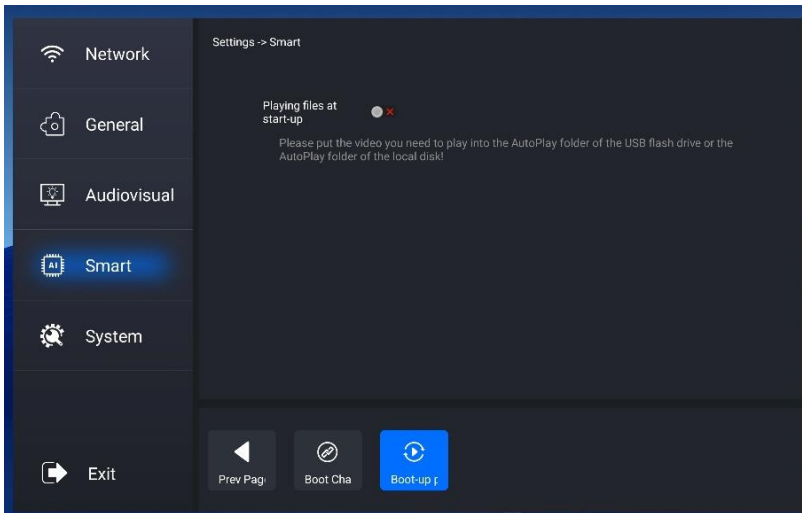 Network
General
Audiovisual
AI
Smart
System
Exit
Settings -> Smart
Playing files at
start-up
Please put the video you need to play into the AutoPlay folder of the USB flash drive or the
AutoPlay folder of the local disk!
Prev Pag
Boot Cha
Boot-up